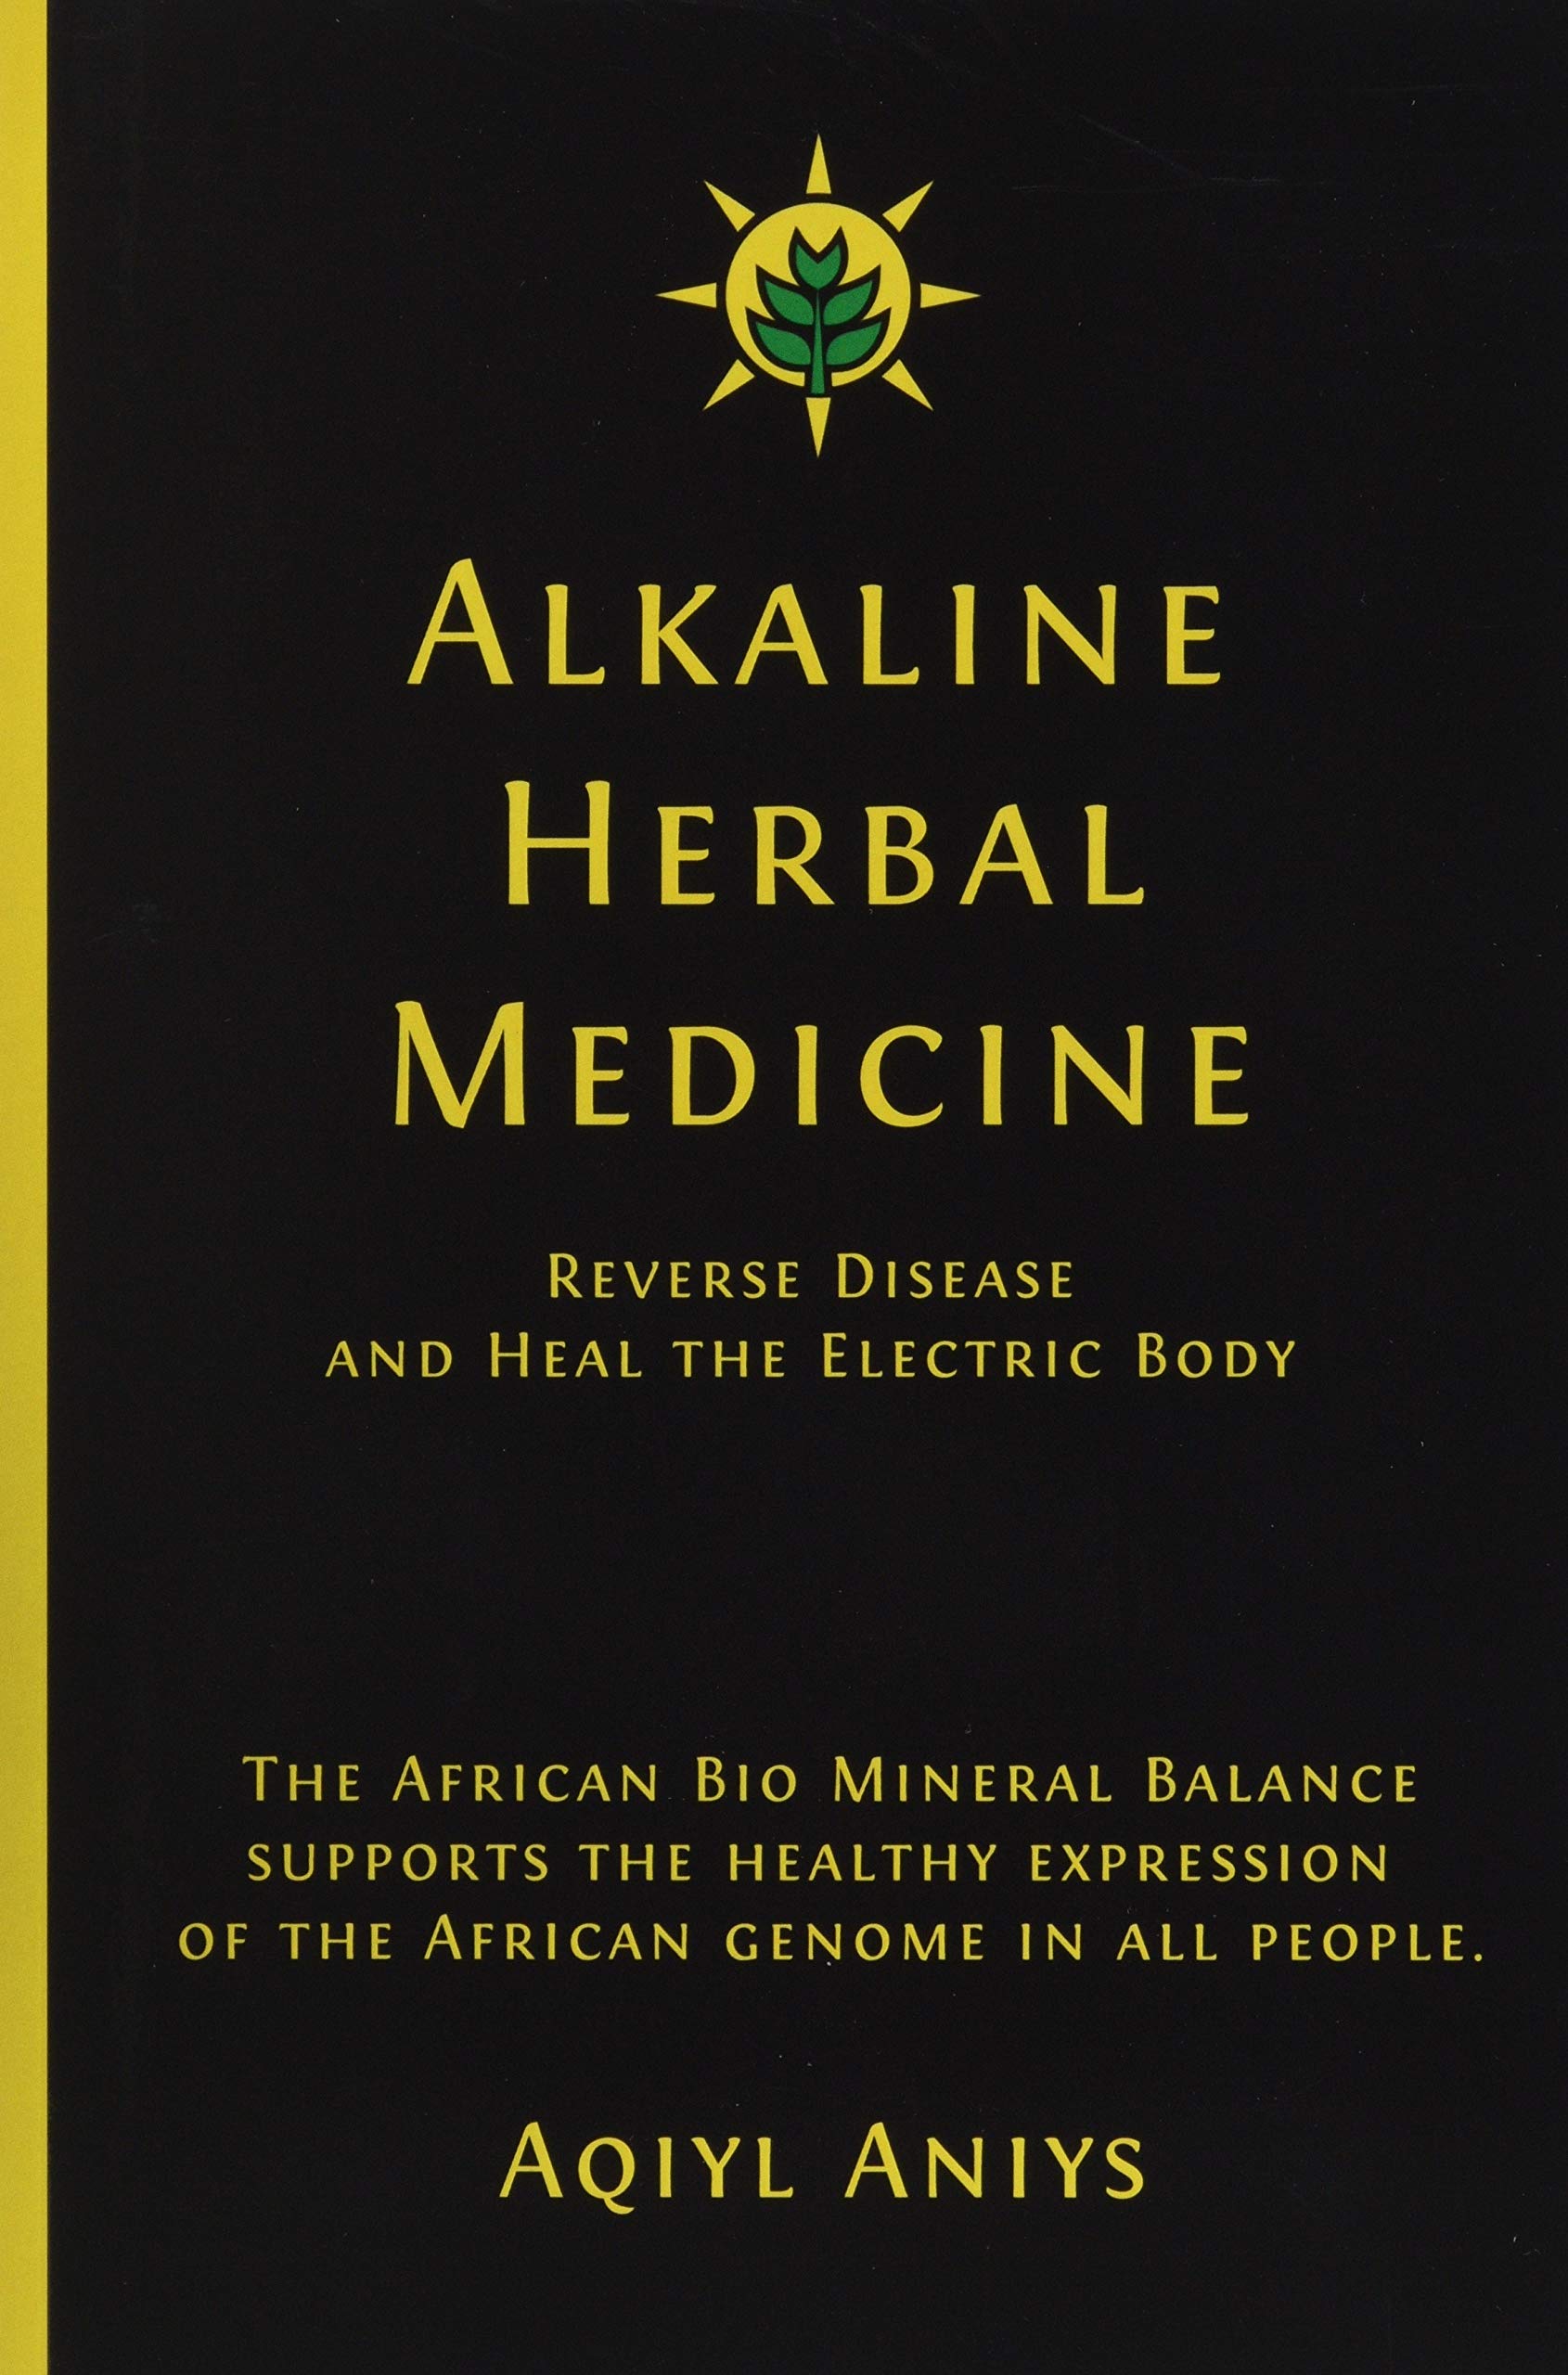 ALKALINE
HERBAL
MEDICINE
REVERSE DISEASE
AND HEAL THE ELECTRIC BODY
THE AFRICAN BIO MINERAL BALANCE
SUPPORTS THE HEALTHY EXPRESSION
OF THE AFRICAN GENOME IN ALL PEOPLE.
AQIYL ANIYS